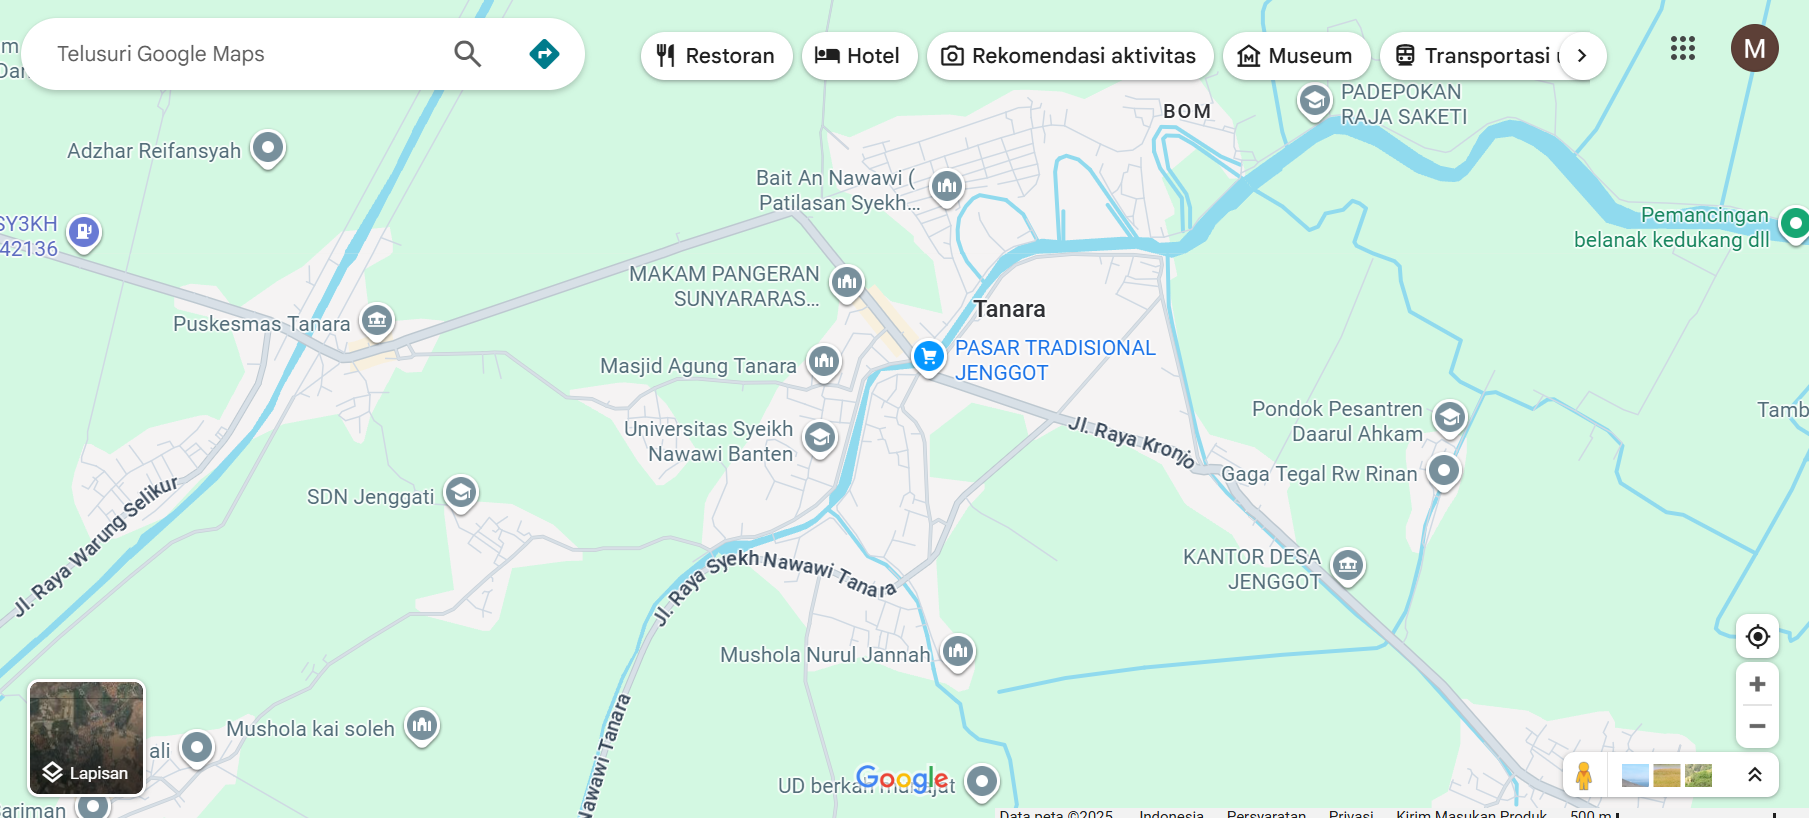 Telusuri Google Maps
Restoran
Hotel
Rekomendasi aktivitas
Museum
Transportasi
M
BOM
PADEPOKAN
RAJA SAKETI
Adzhar Reifansyah
Bait An Nawawi (
Patilasan Syekh...
SY3KH
42136
Pemancingan
belanak kedukang dll
MAKAM PANGERAN
SUNYARARAS...
Tanara
Puskesmas Tanara
PASAR TRADISIONAL
JENGGOT
Masjid Agung Tanara
Pondok Pesantren
Daarul Ahkam
Tamb
Universitas Syeikh
Nawawi Banten
Jl. Raya Kronjo
Gaga Tegal Rw Rinan
SDN Jenggati
Jl. Raya Warung Selikur
KANTOR DESA
JENGGOT
Jl. Raya Syekh Nawawi Tanara
Mushola Nurul Jannah
Nawawi Tanara
Mushola kai soleh
ali
Lapisan
UD berkah
Google
ariman
Data peta ©2025
Indonesia
Persyaratan
Privasi
Kirim Masukan Produk
500 m